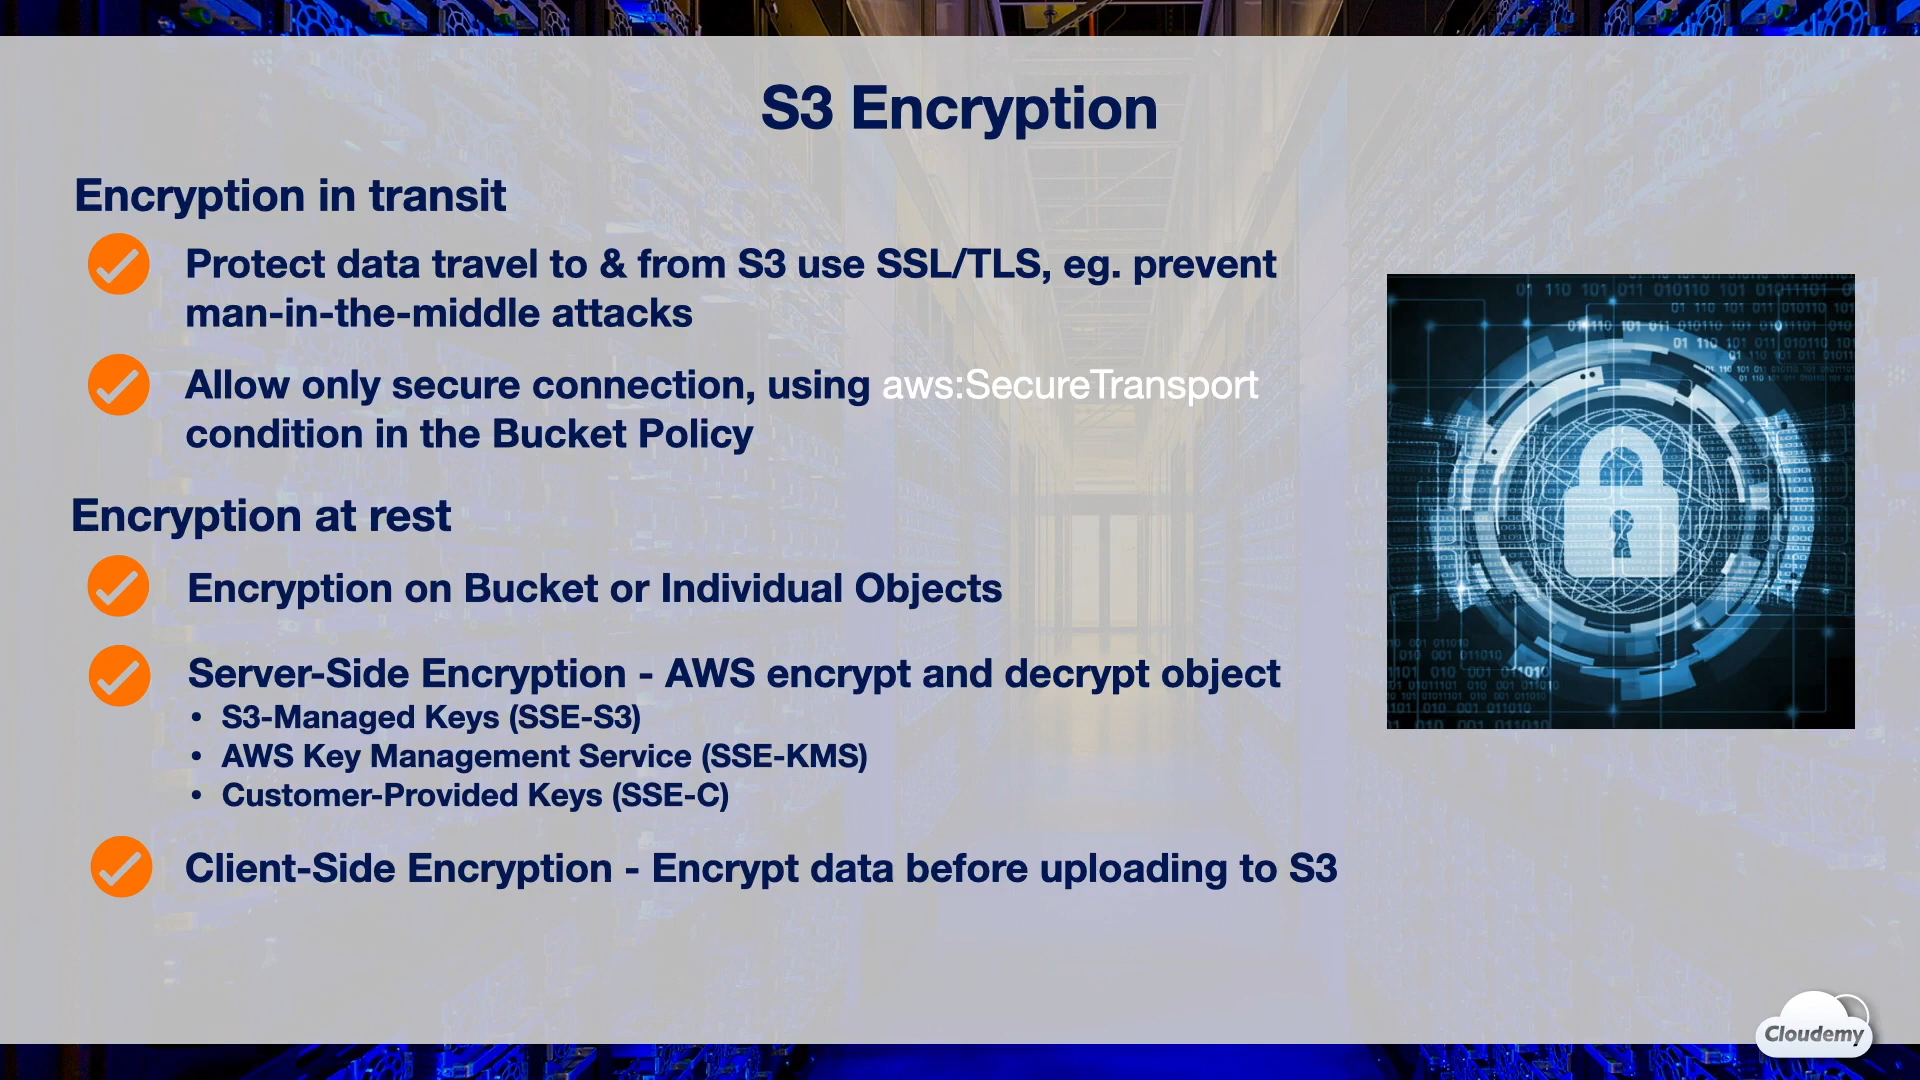 S3 Encryption
Encryption in transit
Protect data travel to & from S3 use SSL/TLS, eg. prevent
man-in-the-middle attacks
Allow only secure connection, using aws:SecureTransport
condition in the Bucket Policy
Encryption at rest
Encryption on Bucket or Individual Objects
Server-Side Encryption - AWS encrypt and decrypt object
• S3-Managed Keys (SSE-S3)
• AWS Key Management Service (SSE-KMS)
• Customer-Provided Keys (SSE-C)
Client-Side Encryption - Encrypt data before uploading to S3
Cloudemy